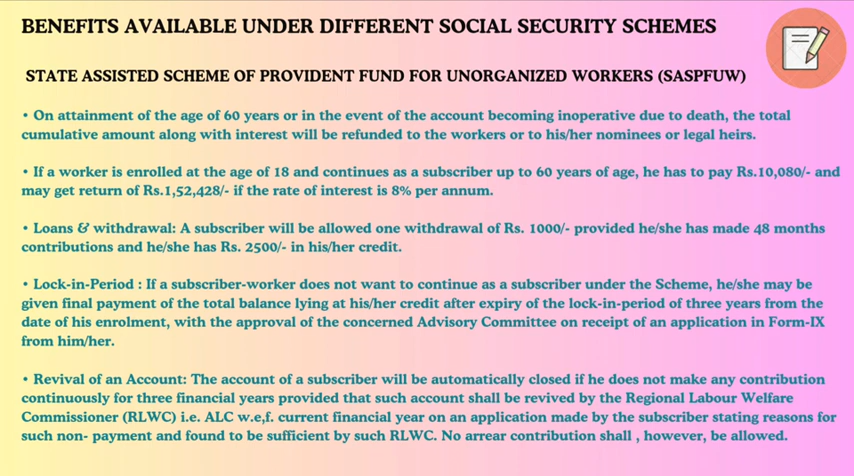 BENEFITS AVAILABLE UNDER DIFFERENT SOCIAL SECURITY SCHEMES
STATE ASSISTED SCHEME OF PROVIDENT FUND FOR UNORGANIZED WORKERS (SASPFUW)
• On attainment of the age of 60 years or in the event of the account becoming inoperative due to death, the total
cumulative amount along with interest will be refunded to the workers or to his/her nominees or legal heirs.
• If a worker is enrolled at the age of 18 and continues as a subscriber up to 60 years of age, he has to pay Rs.10,080/- and
may get return of Rs.1,52,428/- if the rate of interest is 8% per annum.
• Loans & withdrawal: A subscriber will be allowed one withdrawal of Rs. 1000/- provided he/she has made 48 months
contributions and he/she has Rs. 2500/- in his/her credit.
• Lock-in-Period : If a subscriber-worker does not want to continue as a subscriber under the Scheme, he/she may be
given final payment of the total balance lying at his/her credit after expiry of the lock-in-period of three years from the
date of his enrolment, with the approval of the concerned Advisory Committee on receipt of an application in Form-IX
from him/her.
• Revival of an Account: The account of a subscriber will be automatically closed if he does not make any contribution
continuously for three financial years provided that such account shall be revived by the Regional Labour Welfare
Commissioner (RLWC) i.e. ALC w.e,f. current financial year on an application made by the subscriber stating reasons for
such non- payment and found to be sufficient by such RLWC. No arrear contribution shall , however, be allowed.